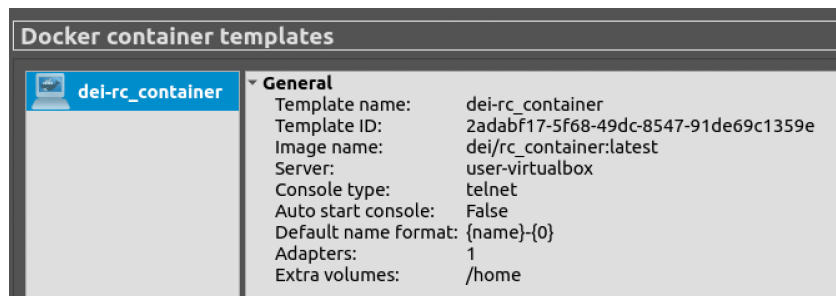 Docker container templates
dei-rc_container
General
Template name: dei-rc_container
Template ID: 2adabf17-5f68-49dc-8547-91de69c1359e
Image name: dei/rc_container:latest
Server: user-virtualbox
Console type: telnet
Auto start console: False
Default name format: {name}-{0}
Adapters: 1
Extra volumes: /home